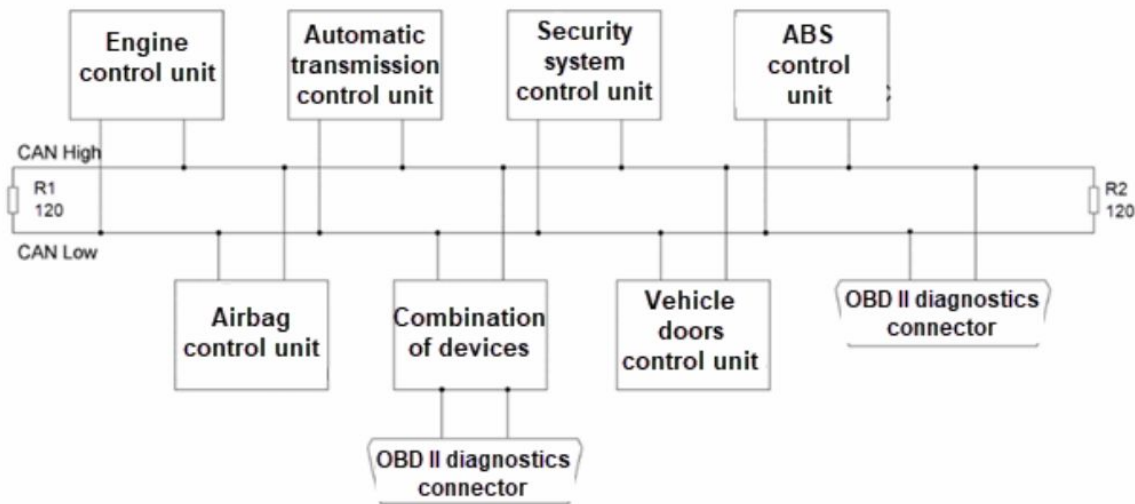 Engine
control unit
Automatic
transmission
control unit
Security
system
control unit
ABS
control
unit
CAN High
R1
120
R2
120
CAN Low
Airbag
control unit
Combination
of devices
Vehicle
doors
control unit
OBD II diagnostics
connector
OBD II diagnostics
connector